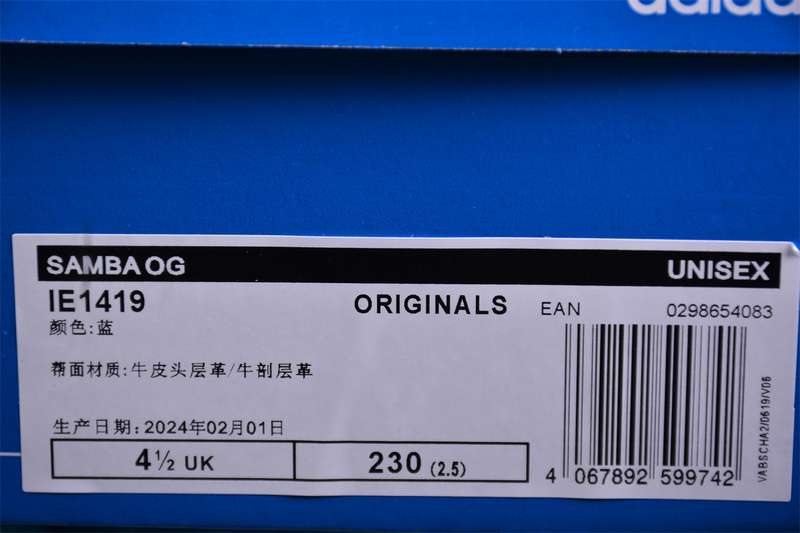 adidas
SAMBA OG UNISEX
IE1419 ORIGINALS EAN 0298654083
颜色:蓝
帮面材质:牛皮头层革/牛剖层革
生产日期:2024年02月01日
4½ UK 230 (2.5)
4 067892 599742
VABSCHA2/0619/V06